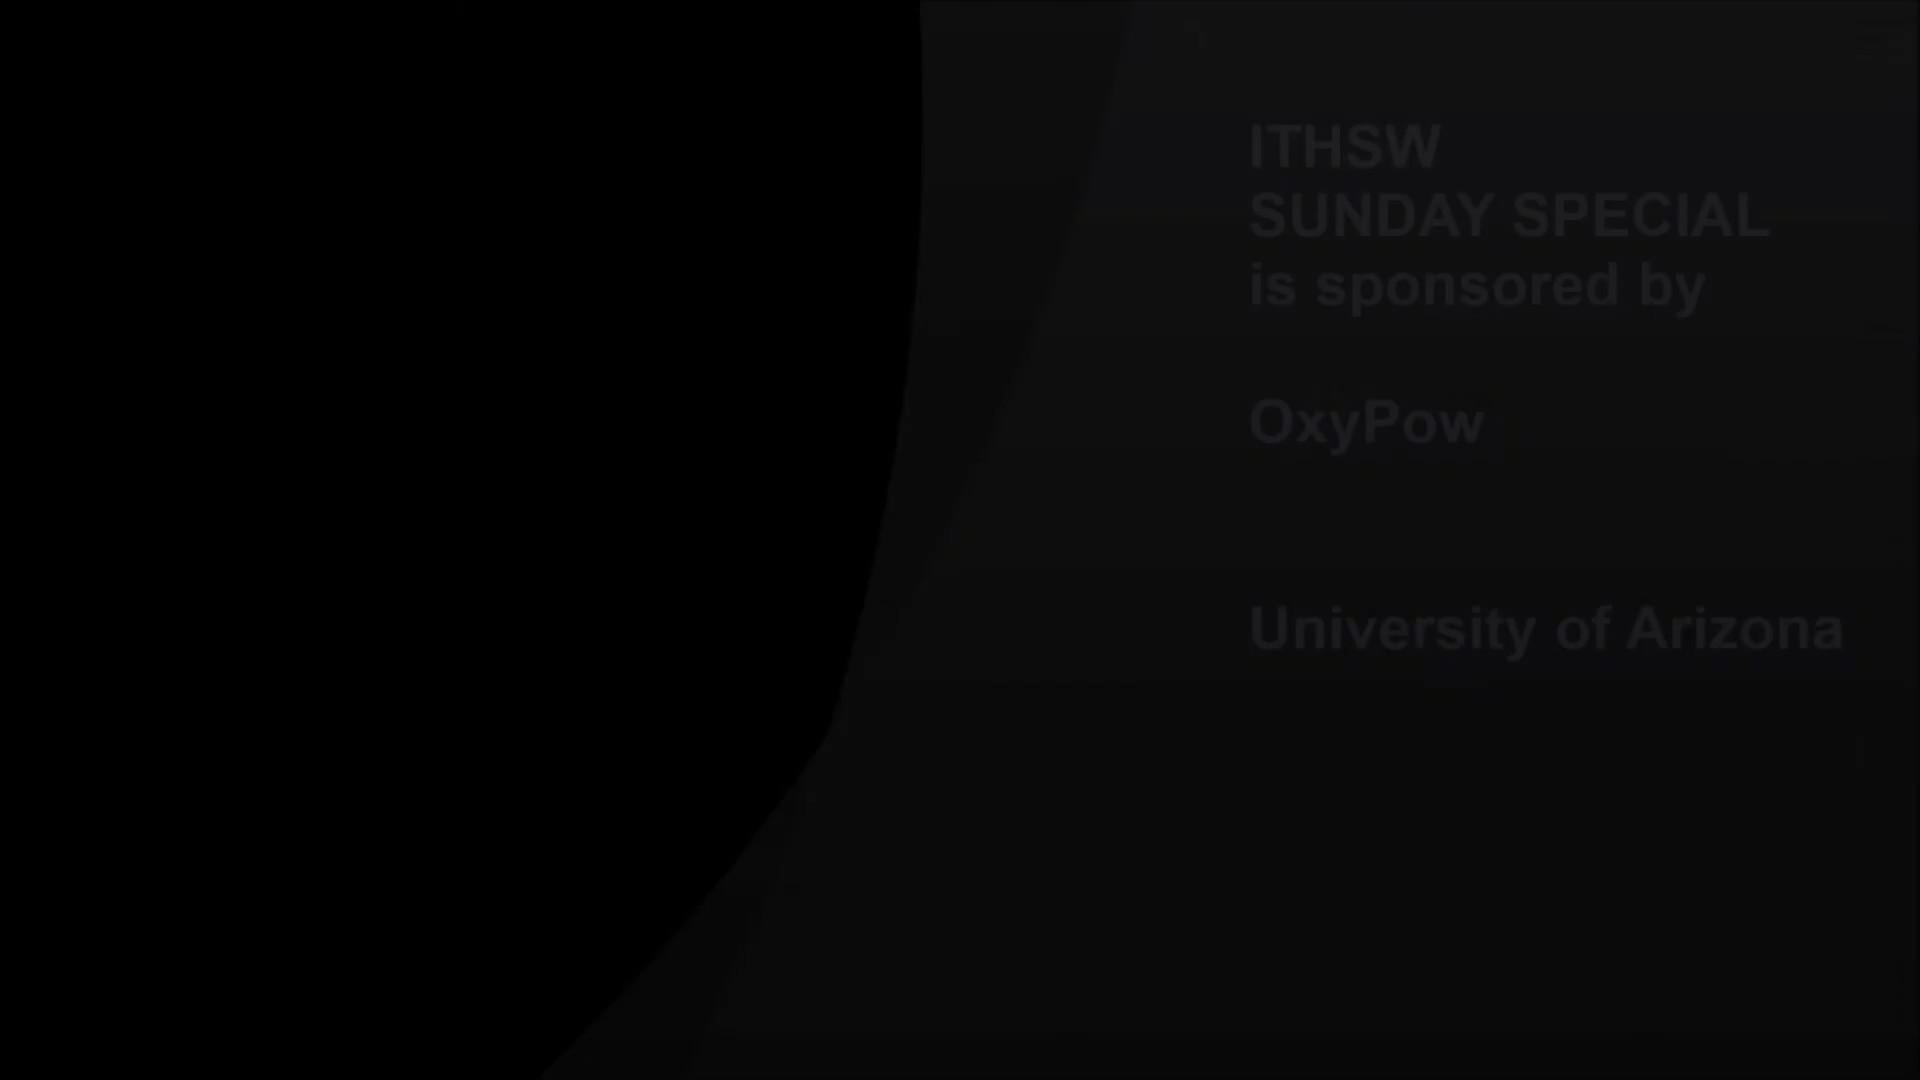 ITHSW
SUNDAY SPECIAL
is sponsored by
OxyPow
University of Arizona